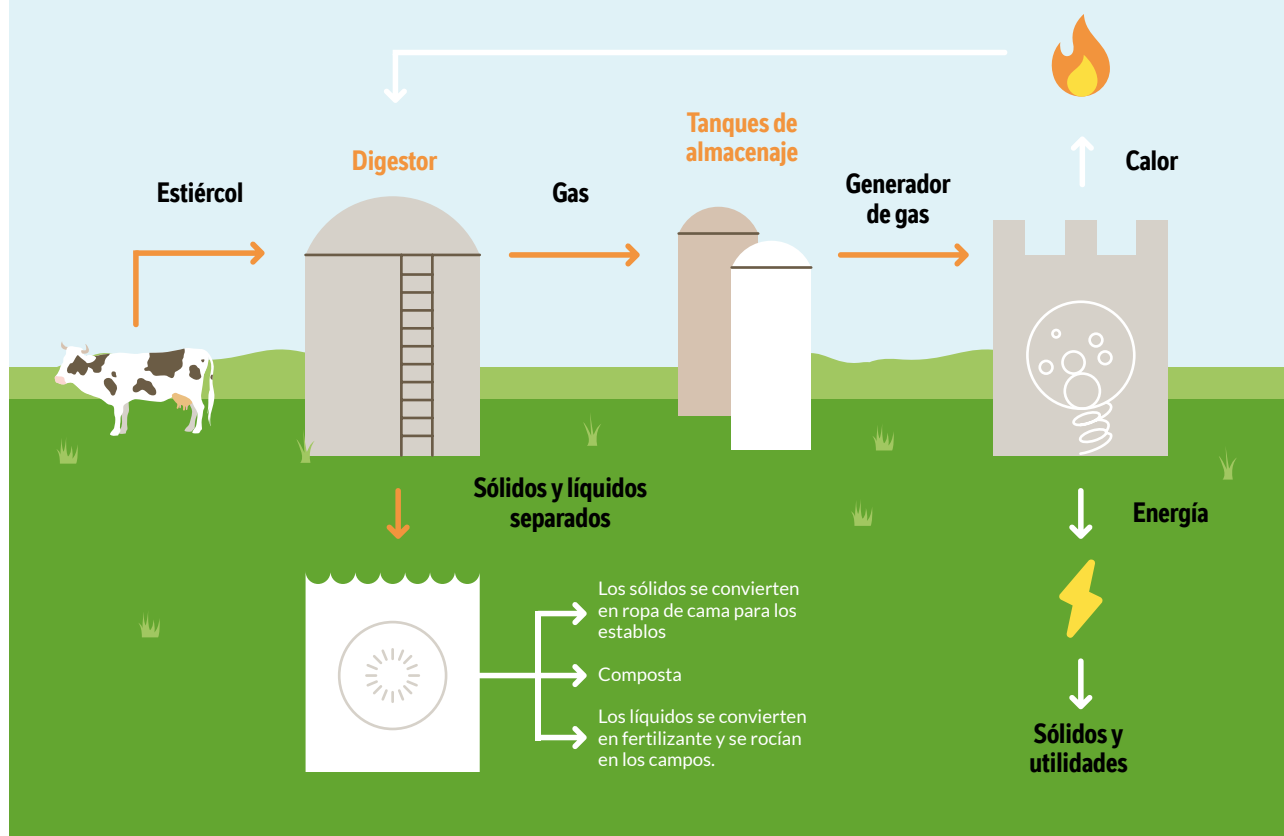 Estiércol
Digestor
Gas
Tanques de
almacenaje
Generador
de gas
Calor
Sólidos y líquidos
separados
Los sólidos se convierten
en ropa de cama para los
establos
Composta
Los líquidos se convierten
en fertilizante y se rocían
en los campos.
Energía
Sólidos y
utilidades